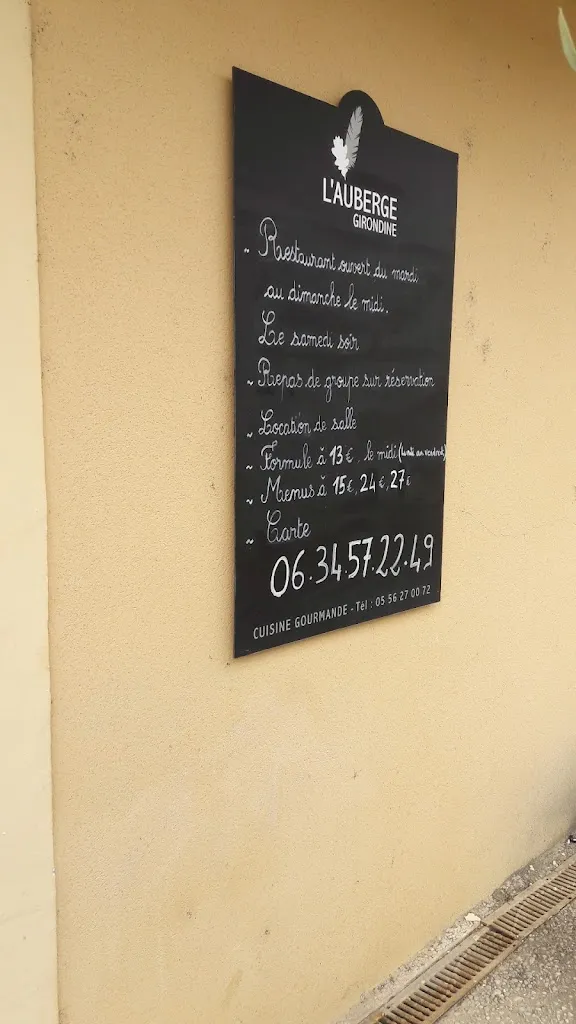 L'AUBERGE
GIRONDINE
~ Restaurant ouvert du mardi
au dimanche le midi.
Le samedi soir
~ Repas de groupe sur réservation
~ Location de salle
~ Formule à 13€. le midi (lundi au vendredi)
~ Menus à 15€, 24€, 27€
~ Carte
06.34.57.22.49
CUISINE GOURMANDE - Tél : 05 56 27 00 72